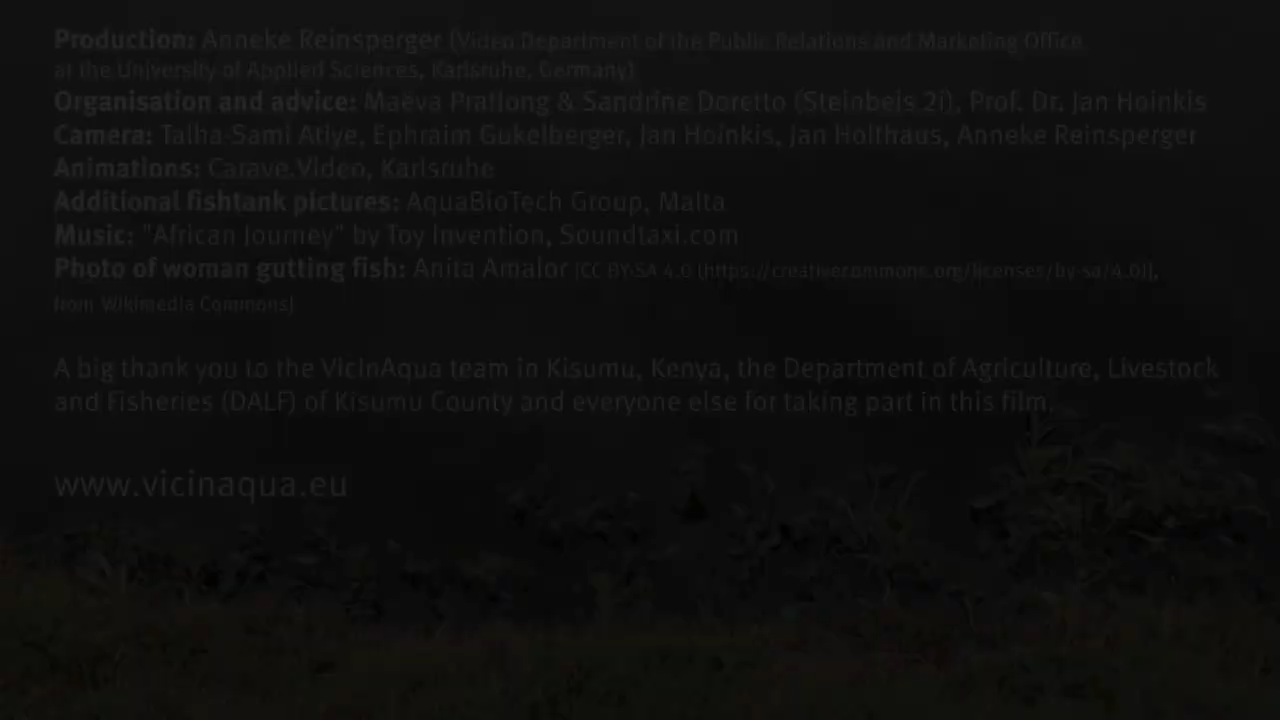 Production: Anneke Reinsperger (Video Department of the Public Relations and Marketing Office
at the University of Applied Sciences, Karlsruhe, Germany)
Organisation and advice: Maëva Praflong & Sandrine Doretto (Steinbeis 2i), Prof. Dr. Jan Hoinkis
Camera: Talha-Sami Atiye, Ephraim Gukelberger, Jan Hoinkis, Jan Holthaus, Anneke Reinsperger
Animations: Carave.Video, Karlsruhe
Additional fishtank pictures: AquaBioTech Group, Malta
Music: "African Journey" by Toy Invention, Soundtaxi.com
Photo of woman gutting fish: Anita Amalor [CC BY-SA 4.0 (https://creativecommons.org/licenses/by-sa/4.0)],
from Wikimedia Commons]
A big thank you to the VicInAqua team in Kisumu, Kenya, the Department of Agriculture, Livestock
and Fisheries (DALF) of Kisumu County and everyone else for taking part in this film.
www.vicinaqua.eu